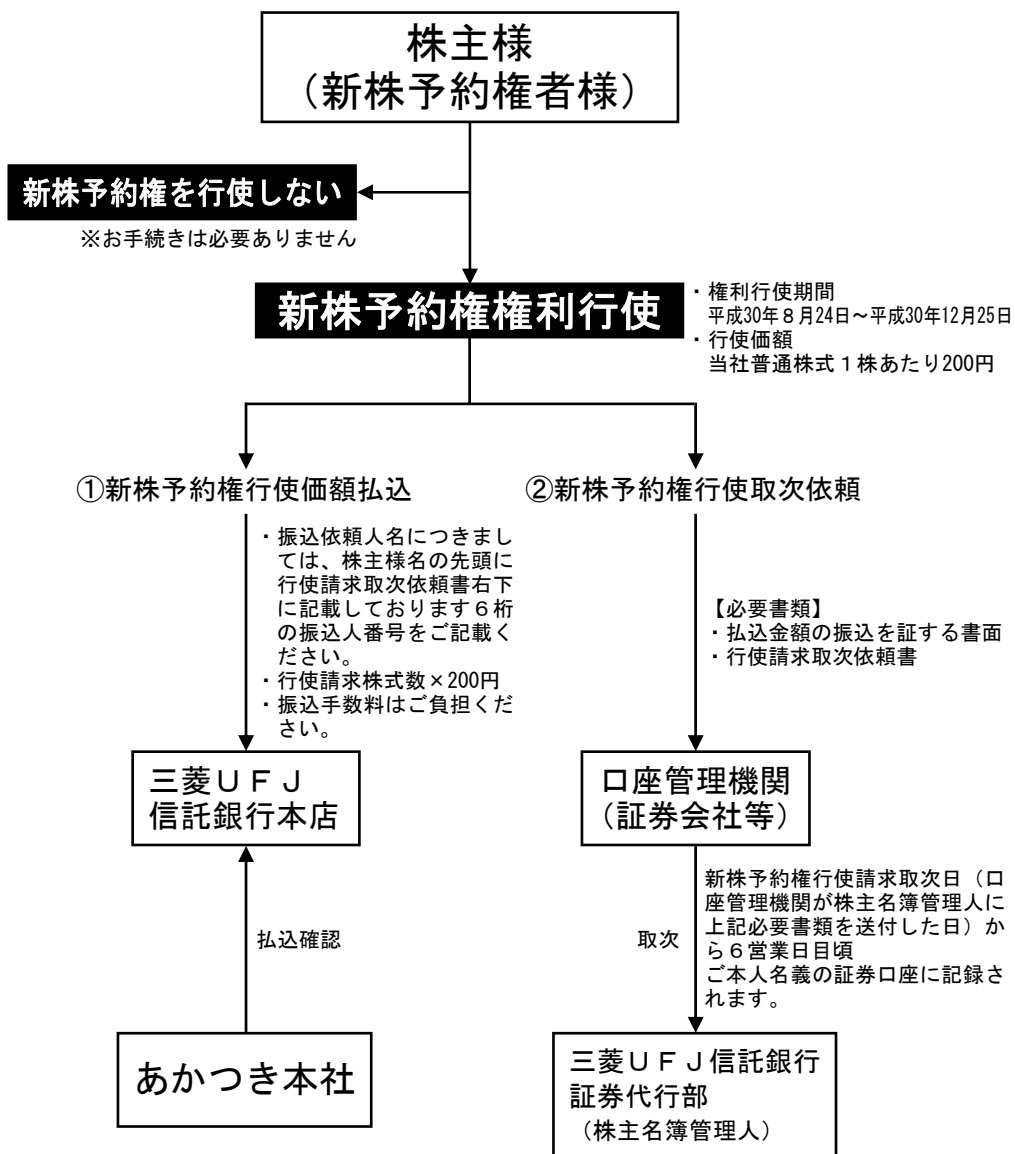 株主様
（新株予約権者様）
新株予約権を行使しない
※お手続きは必要ありません
新株予約権権利行使
・権利行使期間
平成30年８月24日～平成30年12月25日
・行使価額
当社普通株式１株あたり200円
①新株予約権行使価額払込
・振込依頼人名につきまし
ては、株主様名の先頭に
行使請求取次依頼書右下
に記載しております６桁
の振込人番号をご記載く
ださい。
・行使請求株式数×200円
・振込手数料はご負担くだ
さい。
三菱ＵＦＪ
信託銀行本店
払込確認
あかつき本社
②新株予約権行使取次依頼
【必要書類】
・払込金額の振込を証する書面
・行使請求取次依頼書
口座管理機関
（証券会社等）
取次
新株予約権行使請求取次日（口
座管理機関が株主名簿管理人に
上記必要書類を送付した日）か
ら６営業日目頃
ご本人名義の証券口座に記録さ
れます。
三菱ＵＦＪ信託銀行
証券代行部
（株主名簿管理人）